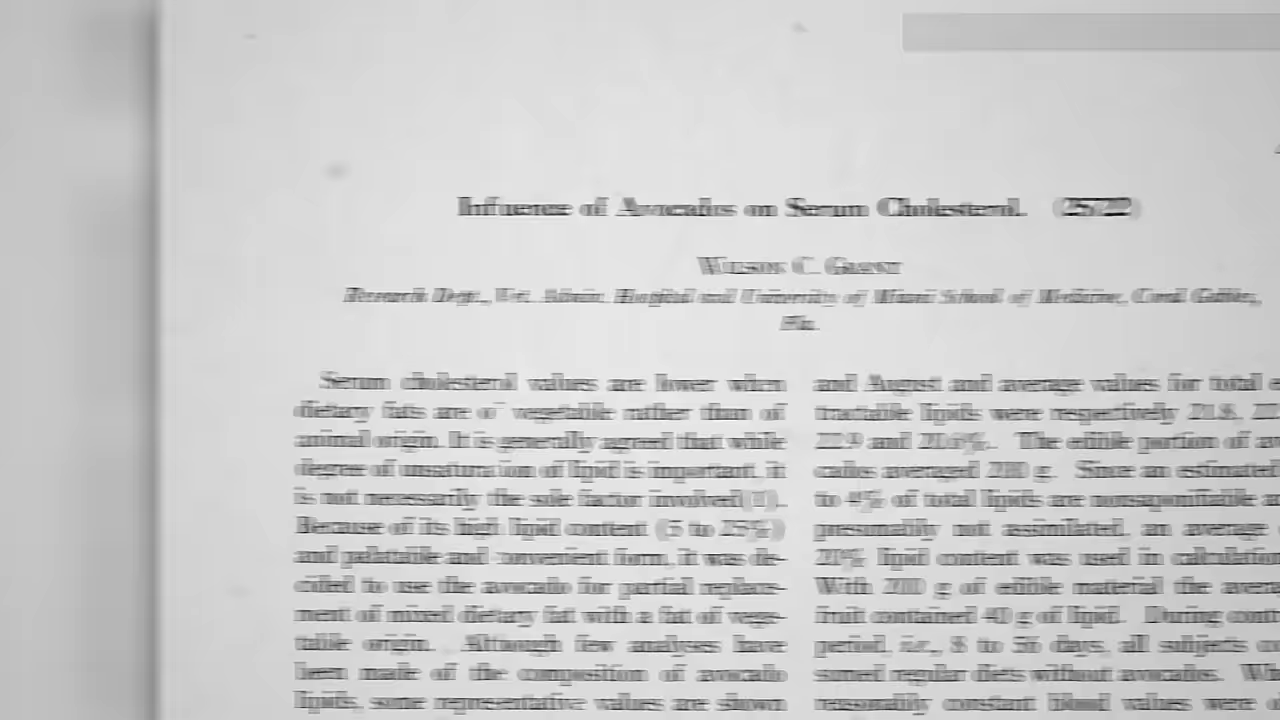 Influence of Avocados on Serum Cholesterol. (25722)
Wilson C. Grant
Research Dept., Vet. Admin. Hospital and University of Miami School of Medicine, Coral Gables,
Fla.
Serum cholesterol values are lower when
dietary fats are of vegetable rather than of
animal origin. It is generally agreed that while
degree of unsaturation of lipid is important, it
is not necessarily the sole factor involved(1).
Because of its high lipid content (5 to 25%)
and palatable and convenient form, it was de-
cided to use the avocado for partial replace-
ment of mixed dietary fat with a fat of vege-
table origin. Although few analyses have
been made of the composition of avocado
lipids, some representative values are shown
and August and average values for total
tractable lipids were respectively 21.8,
and 20.6%. The edible portion of
cados averaged 200 g. Since an estimated
to 4% of total lipids are nonsaponifiable
presumably not assimilated, an average
20% lipid content was used in
With 200 g of edible material the
fruit contained 40 g of lipid. During
period, i.e., 8 to 56 days, all subjects
sumed regular diets without avocados.
reasonably constant blood values were